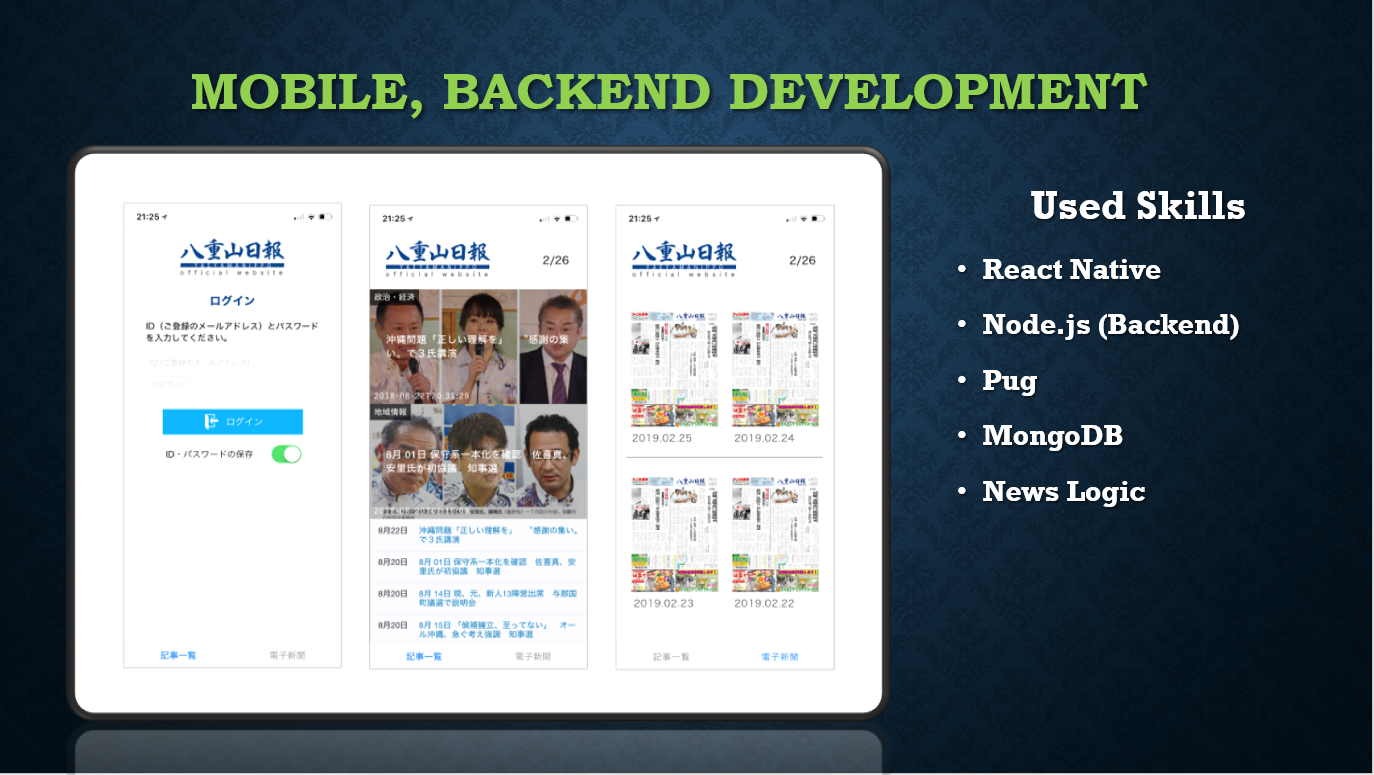 MOBILE, BACKEND DEVELOPMENT
21:25
八重山日報
YAEYAMANIPPO
official website
ログイン
ID（ご登録のメールアドレス）とパスワード
を入力してください。
ID(ご登録のメールアドレス)
パスワード
ログイン
ID・パスワードの保存
記事一覧
電子新聞
21:25
八重山日報
YAEYAMANIPPO
official website
2/26
政治・経済
沖縄問題「正しい理解を」　“感謝の集
い。で３氏講演
2018-08-22T20:31:29
地域情報
8月 01日 保守系一本化を確認　佐喜真、
安里氏が初協議　知事選
8月22日
沖縄問題「正しい理解を」　“感謝の集い。
で３氏講演
8月20日
8月 01日 保守系一本化を確認　佐喜真、安
里氏が初協議　知事選
8月20日
8月 14日 現、元、新人13陣営出席　与那国
町議選で説明会
8月20日
8月 15日 「候補擁立、至ってない」　オー
ル沖縄、急ぐ考え強調　知事選
記事一覧
電子新聞
21:25
八重山日報
YAEYAMANIPPO
official website
2/26
2019.02.25
2019.02.24
2019.02.23
2019.02.22
記事一覧
電子新聞
Used Skills
• React Native
• Node.js (Backend)
• Pug
• MongoDB
• News Logic